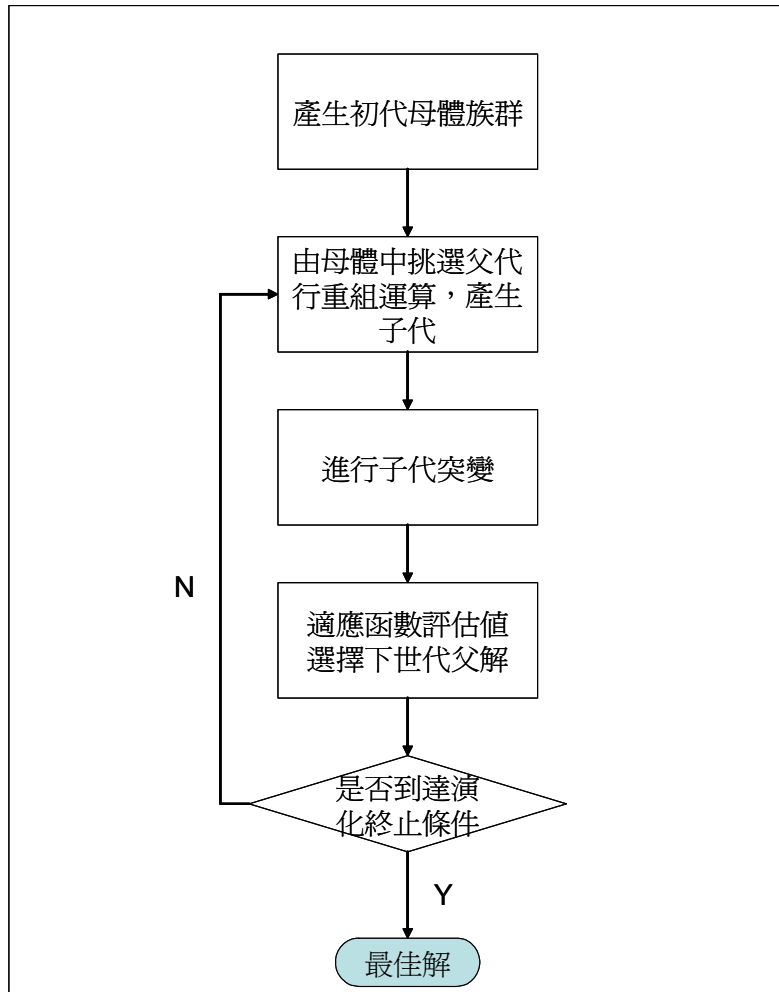 產生初代母體族群
由母體中挑選父代
行重組運算，產生
子代
進行子代突變
N
適應函數評估值
選擇下世代父解
是否到達演
化終止條件
Y
最佳解